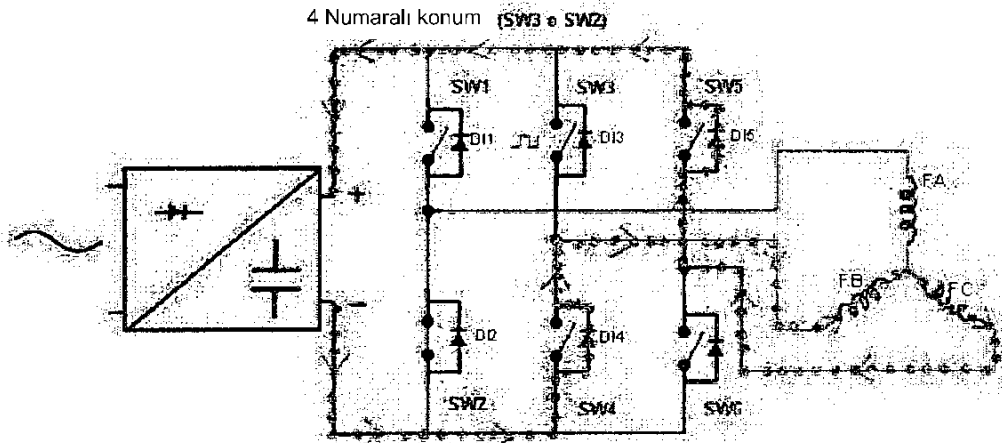 4 Numaralı konum (SW3 e SW2)
SW1 SW3 SW5
DI1 DI3 DI5
FA
+
FB FC
−
DI2 DI4
SW2 SW4 SW6